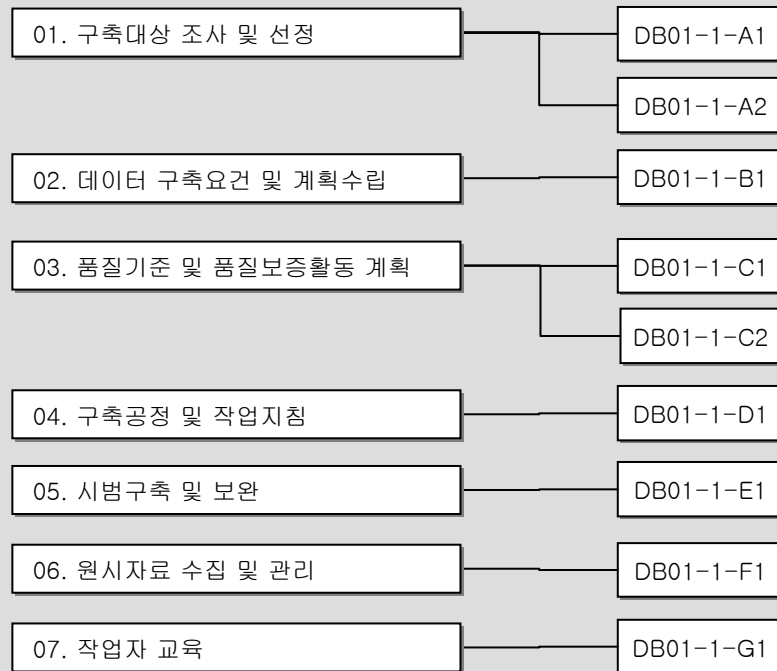 01. 구축대상 조사 및 선정
DB01-1-A1
DB01-1-A2
02. 데이터 구축요건 및 계획수립
DB01-1-B1
03. 품질기준 및 품질보증활동 계획
DB01-1-C1
DB01-1-C2
04. 구축공정 및 작업지침
DB01-1-D1
05. 시범구축 및 보완
DB01-1-E1
06. 원시자료 수집 및 관리
DB01-1-F1
07. 작업자 교육
DB01-1-G1